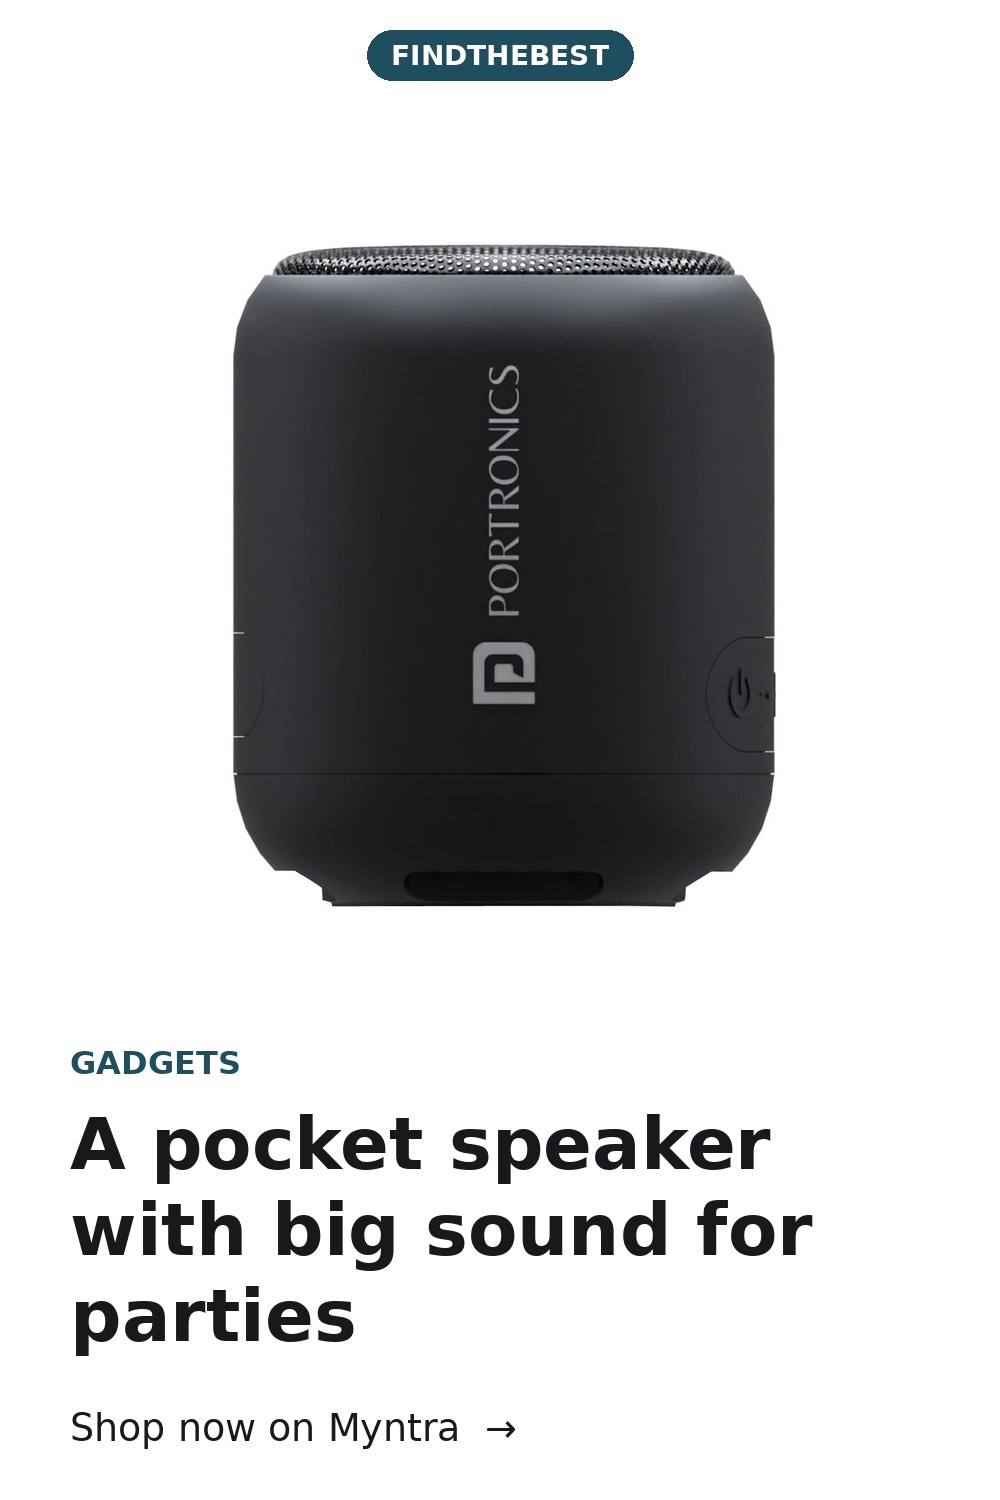 FINDTHEBEST
PORTRONICS
GADGETS
A pocket speaker
with big sound for
parties
Shop now on Myntra →